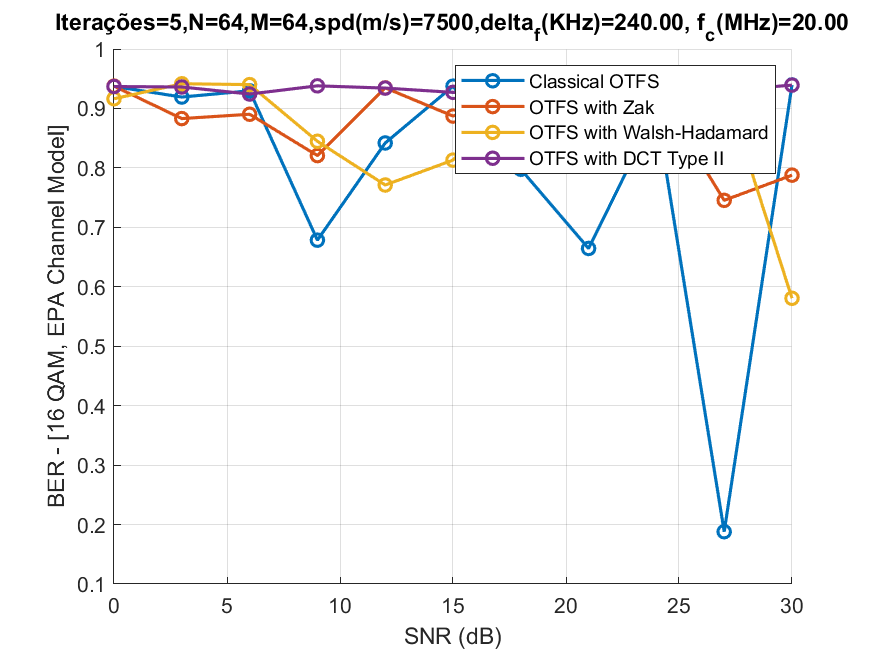 Iterações=5,N=64,M=64,spd(m/s)=7500,delta_f(KHz)=240.00, f_c(MHz)=20.00
1
0.9
0.8
0.7
0.6
0.5
0.4
0.3
0.2
0.1
BER - [16 QAM, EPA Channel Model]
Classical OTFS
OTFS with Zak
OTFS with Walsh-Hadamard
OTFS with DCT Type II
0 5 10 15 20 25 30
SNR (dB)